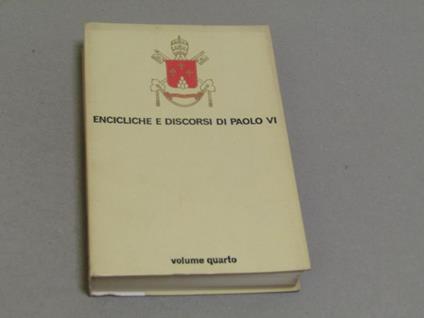 ENCICLICHE E DISCORSI DI PAOLO VI
volume quarto